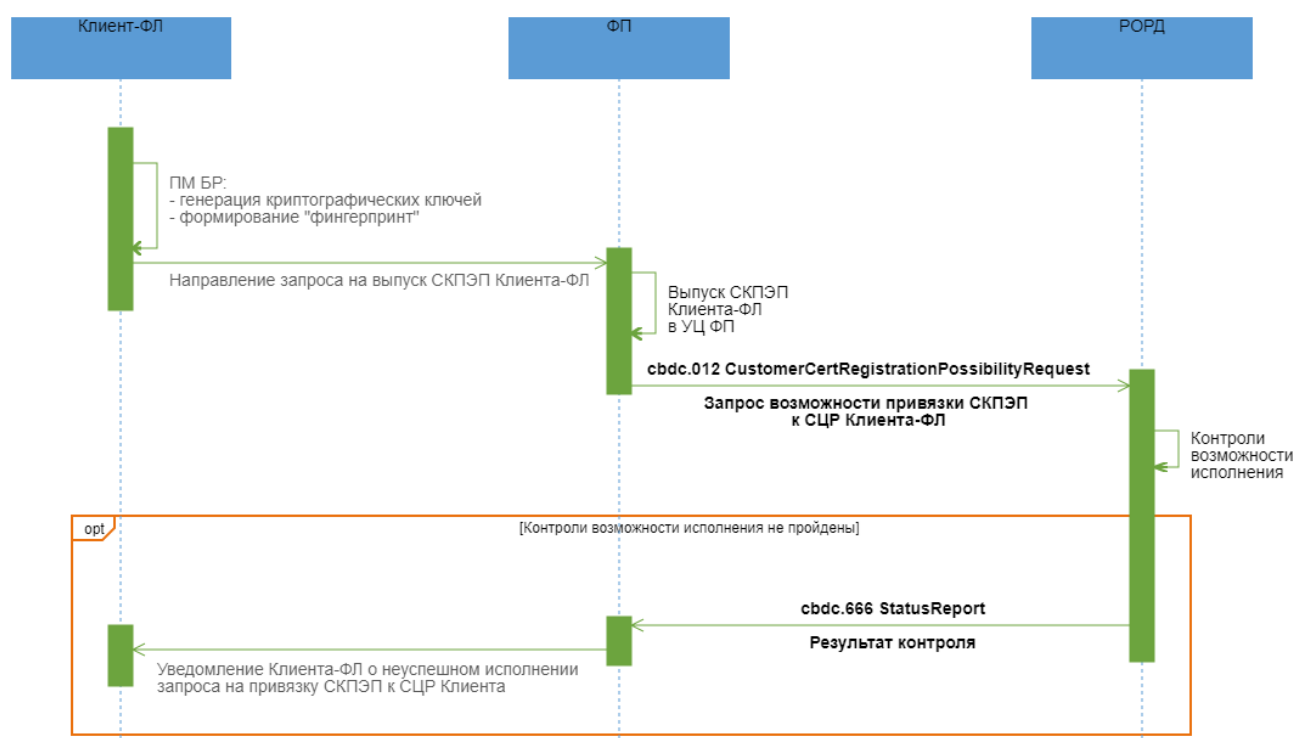 Клиент-ФЛ
ФП
РОРД
ПМ БР:
- генерация криптографических ключей
- формирование "фингерпринт"
Направление запроса на выпуск СКПЭП Клиента-ФЛ
Выпуск СКПЭП
Клиента-ФЛ
в УЦ ФП
cbdc.012 CustomerCertRegistrationPossibilityRequest
Запрос возможности привязки СКПЭП
к СЦР Клиента-ФЛ
Контроли
возможности
исполнения
opt
[Контроли возможности исполнения не пройдены]
cbdc.666 StatusReport
Результат контроля
Уведомление Клиента-ФЛ о неуспешном исполнении
запроса на привязку СКПЭП к СЦР Клиента